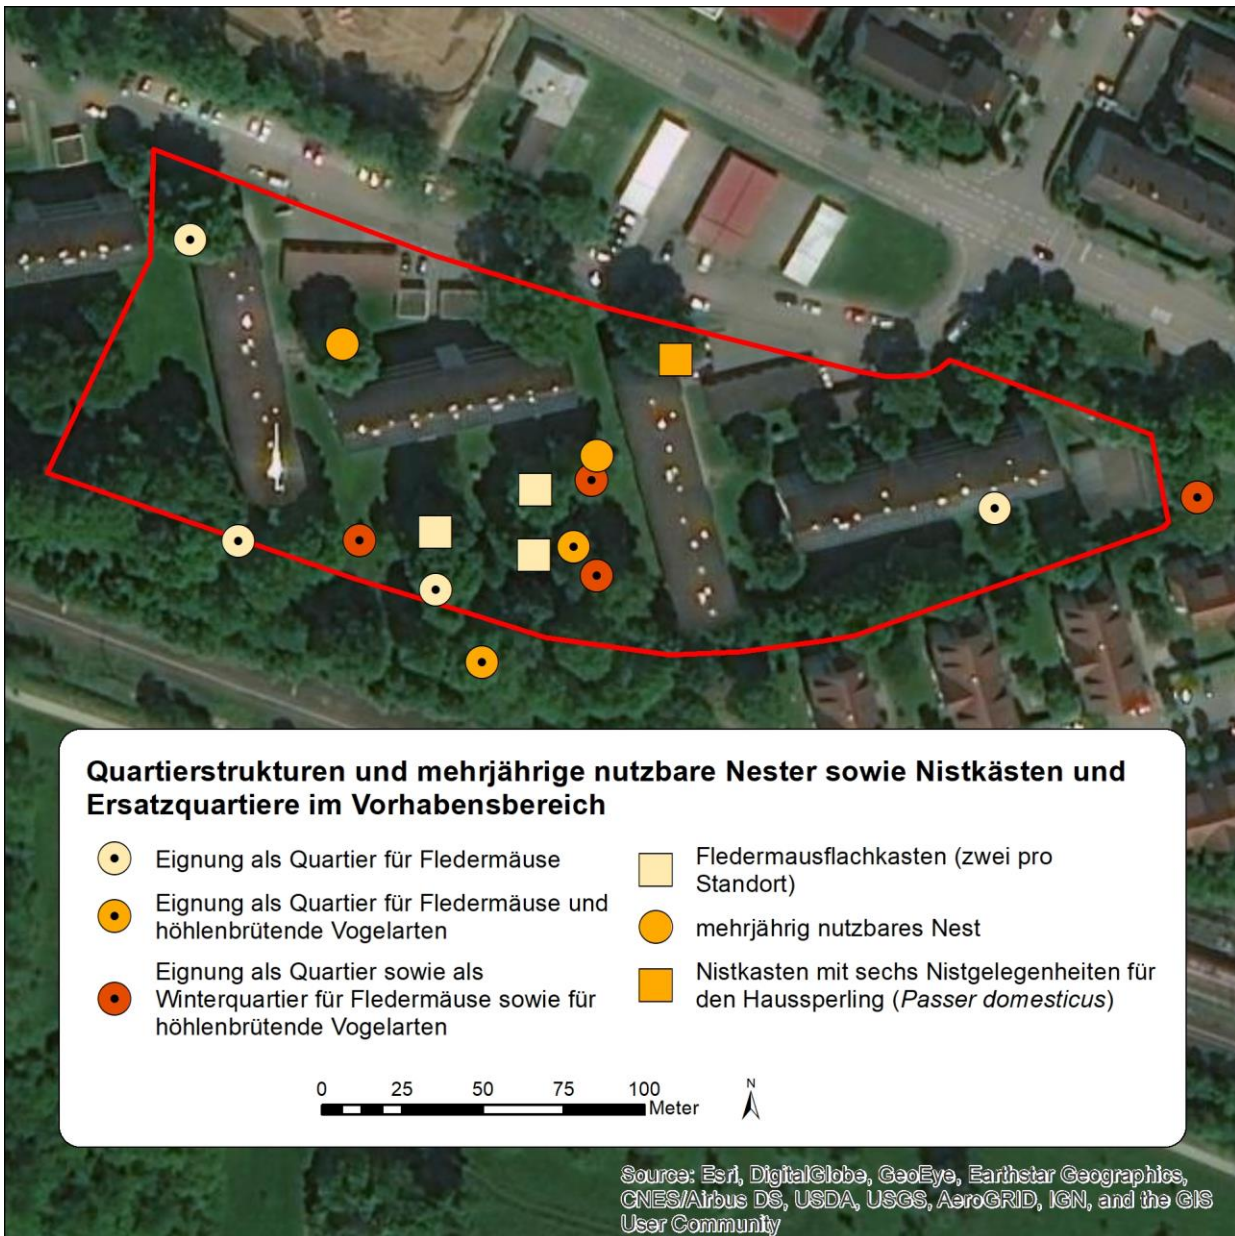 Quartierstrukturen und mehrjährige nutzbare Nester sowie Nistkästen und
Ersatzquartiere im Vorhabensbereich
Eignung als Quartier für Fledermäuse
Eignung als Quartier für Fledermäuse und
höhlenbrütende Vogelarten
Eignung als Quartier sowie als
Winterquartier für Fledermäuse sowie für
höhlenbrütende Vogelarten
Fledermausflachkasten (zwei pro
Standort)
mehrjährig nutzbares Nest
Nistkasten mit sechs Nistgelegenheiten für
den Haussperling (Passer domesticus)
0 25 50 75 100
Meter
N
Source: Esri, DigitalGlobe, GeoEye, Earthstar Geographics,
CNES/Airbus DS, USDA, USGS, AeroGRID, IGN, and the GIS
User Community